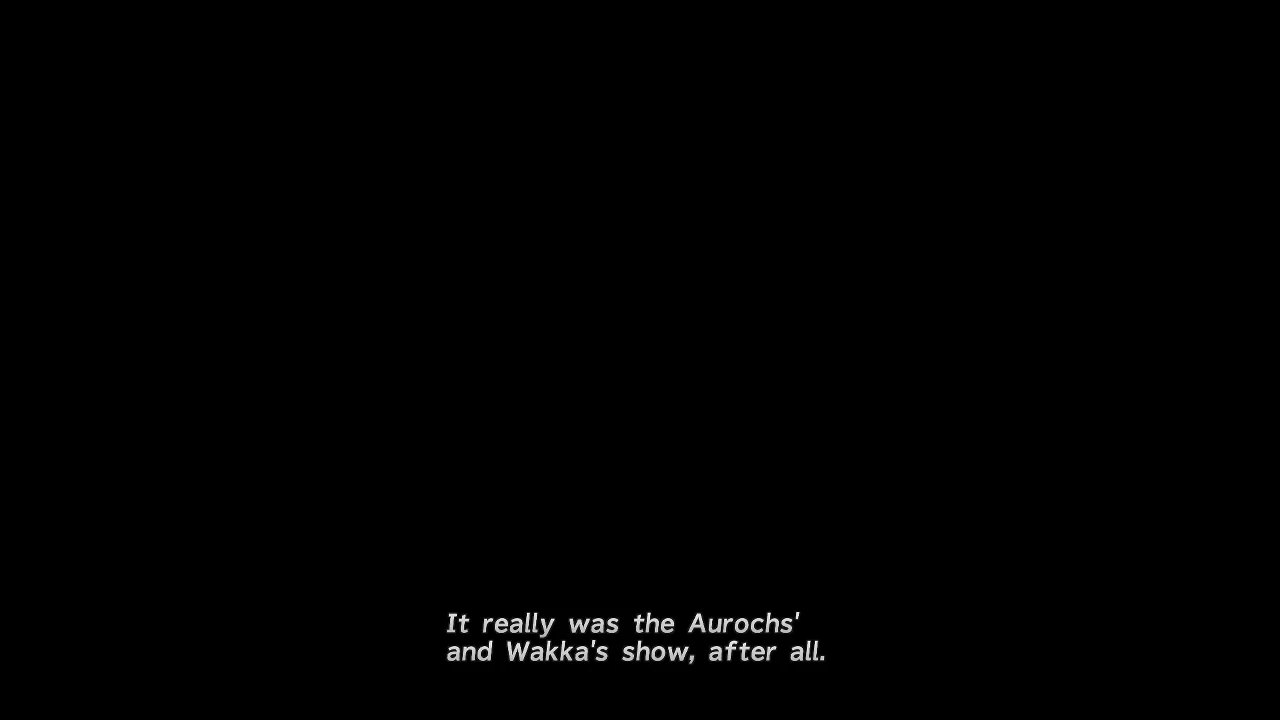 It really was the Aurochs'
and Wakka's show, after all.